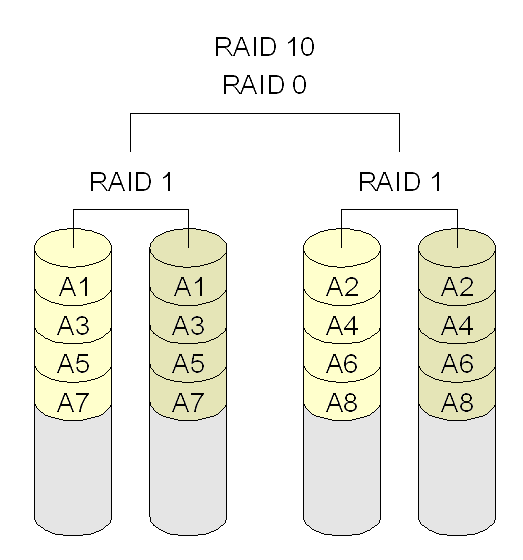 RAID 10
RAID 0
RAID 1 RAID 1
A1 A1 A2 A2
A3 A3 A4 A4
A5 A5 A6 A6
A7 A7 A8 A8